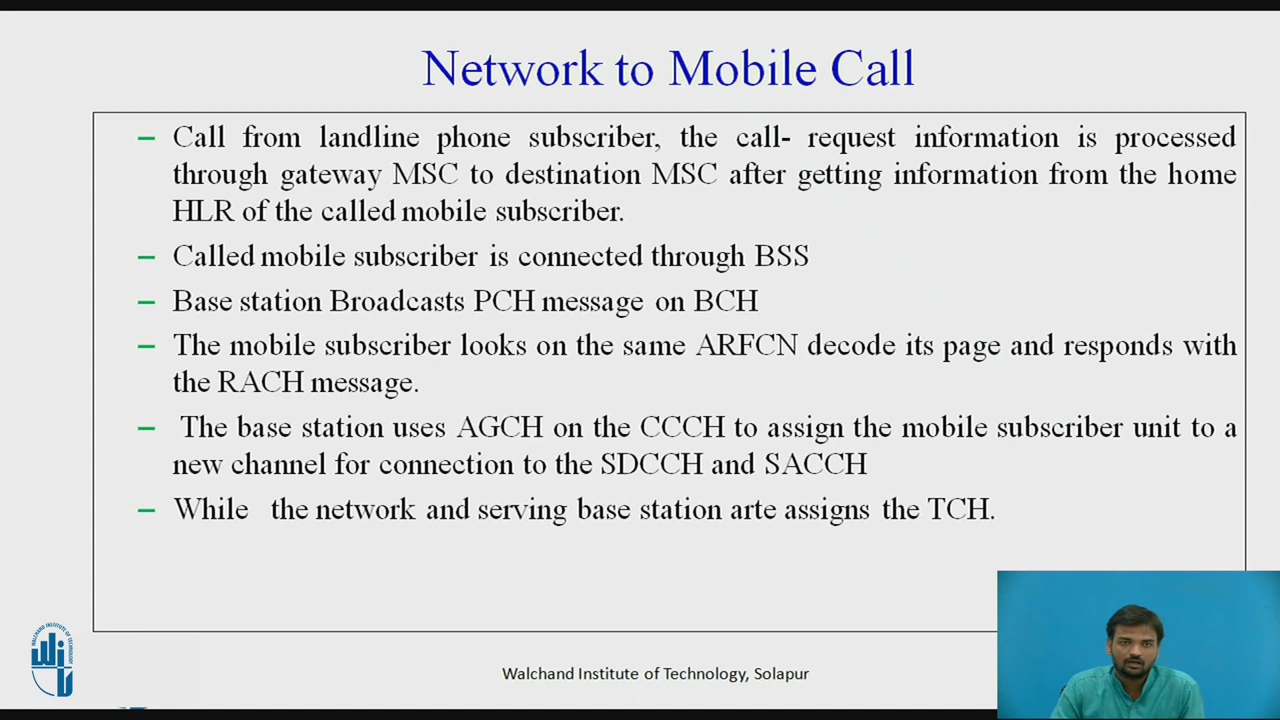 Network to Mobile Call
– Call from landline phone subscriber, the call- request information is processed
through gateway MSC to destination MSC after getting information from the home
HLR of the called mobile subscriber.
– Called mobile subscriber is connected through BSS
– Base station Broadcasts PCH message on BCH
– The mobile subscriber looks on the same ARFCN decode its page and responds with
the RACH message.
– The base station uses AGCH on the CCCH to assign the mobile subscriber unit to a
new channel for connection to the SDCCH and SACCH
– While the network and serving base station arte assigns the TCH.
WALCHAND INSTITUTE OF TECHNOLOGY
WIT
Walchand Institute of Technology, Solapur